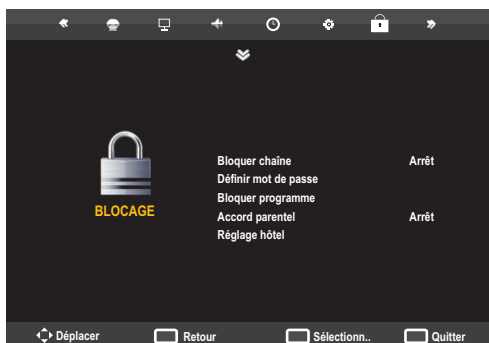 Bloquer chaîne Arrêt
Définir mot de passe
Bloquer programme
Accord parentel Arrêt
Réglage hôtel
BLOCAGE
Déplacer Retour Sélectionn.. Quitter